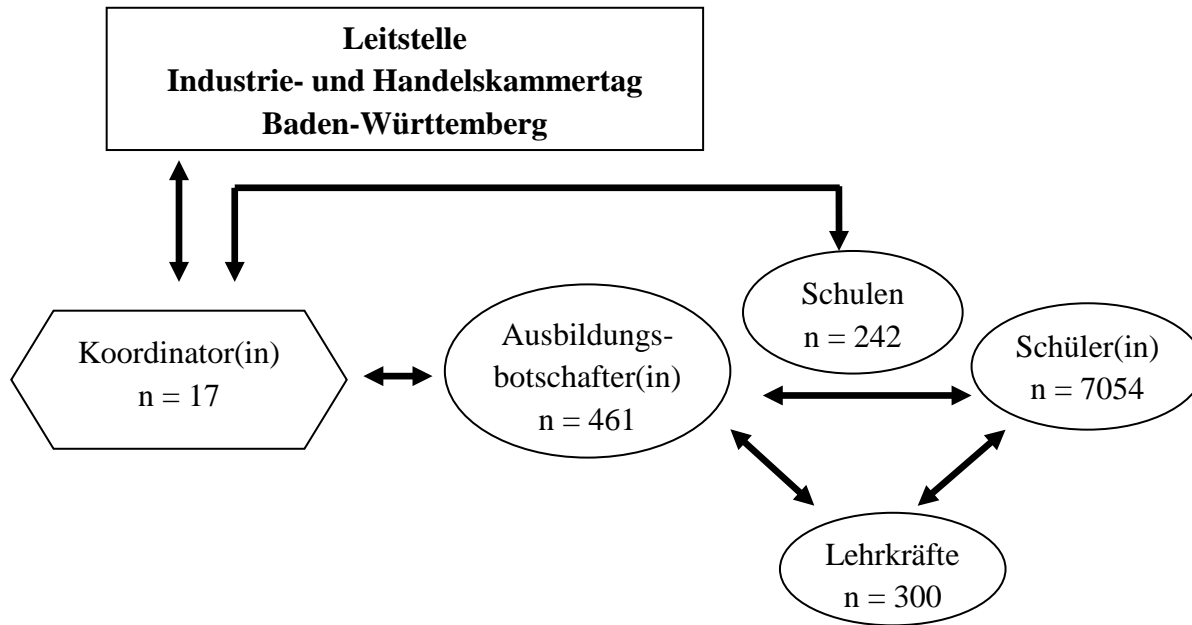 Leitstelle
Industrie- und Handelskammertag
Baden-Württemberg
Koordinator(in)
n = 17
Ausbildungs-
botschafter(in)
n = 461
Schulen
n = 242
Schüler(in)
n = 7054
Lehrkräfte
n = 300